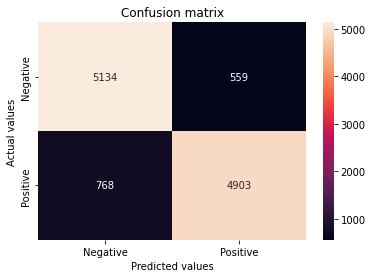 Confusion matrix
Actual values
Negative
Positive
5134
559
768
4903
Negative
Positive
Predicted values
5000
4000
3000
2000
1000